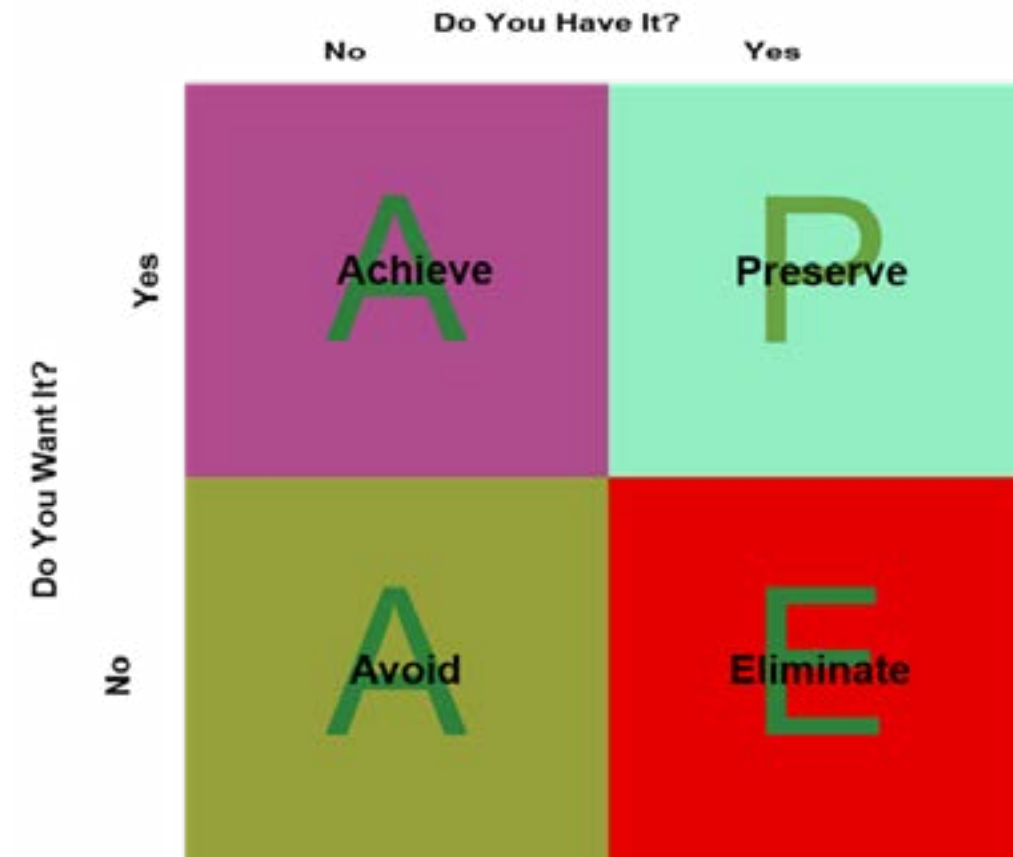 Do You Have It?
No Yes
Do You Want It?
Yes
A Achieve
P Preserve
No
A Avoid
E Eliminate